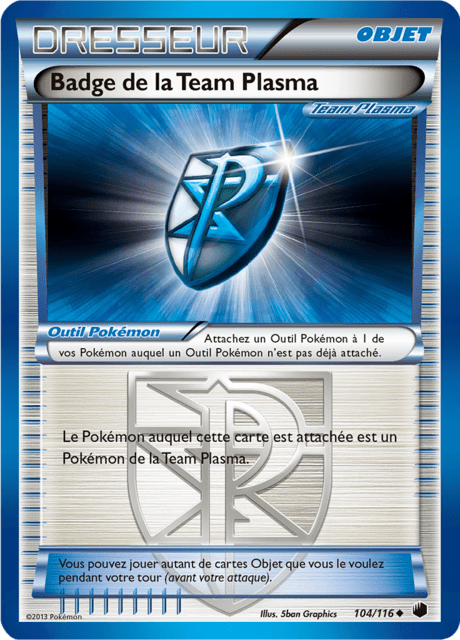 DRESSEUR
OBJET
Badge de la Team Plasma
Team Plasma
Outil Pokémon
Attachez un Outil Pokémon à 1 de
vos Pokémon auquel un Outil Pokémon n'est pas déjà attaché.
Le Pokémon auquel cette carte est attachée est un
Pokémon de la Team Plasma.
Vous pouvez jouer autant de cartes Objet que vous le voulez
pendant votre tour (avant votre attaque).
©2013 Pokémon
Illus. 5ban Graphics
104/116